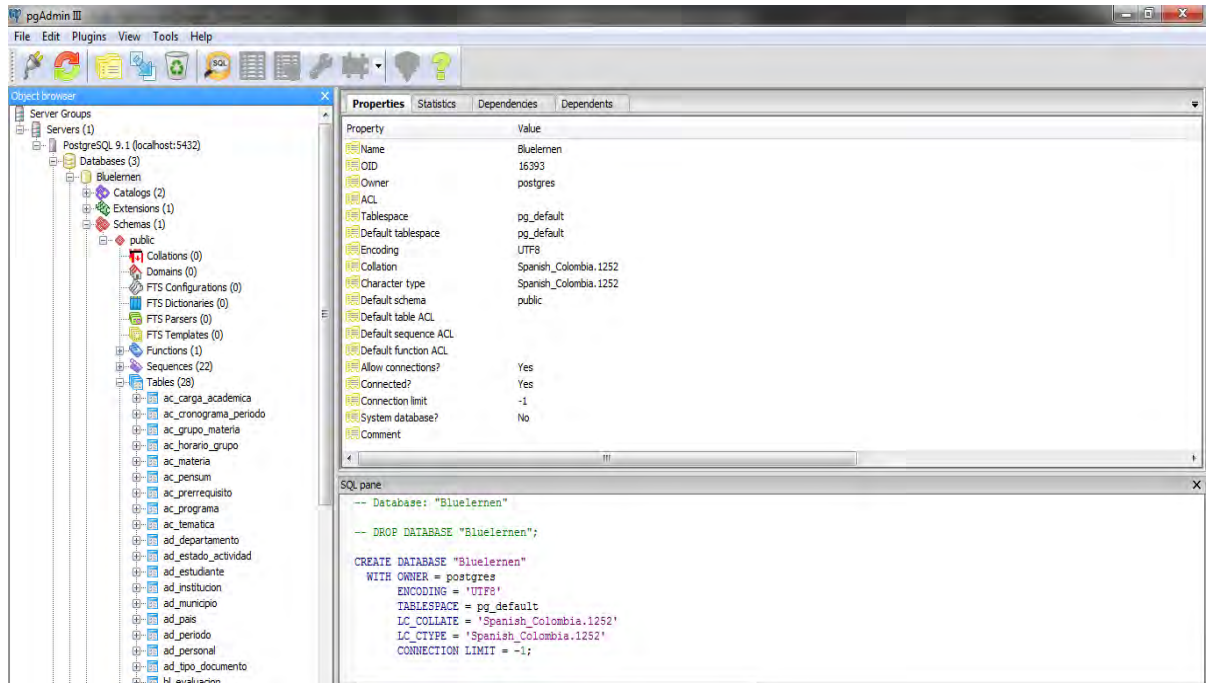 pgAdmin III
File Edit Plugins View Tools Help
SQL
Object browser
Server Groups
Servers (1)
PostgreSQL 9.1 (localhost:5432)
Databases (3)
Bluelernen
Catalogs (2)
Extensions (1)
Schemas (1)
public
Collations (0)
Domains (0)
FTS Configurations (0)
FTS Dictionaries (0)
FTS Parsers (0)
FTS Templates (0)
Functions (1)
Sequences (22)
Tables (28)
ac_carga_academica
ac_cronograma_periodo
ac_grupo_materia
ac_horario_grupo
ac_materia
ac_pensum
ac_prerrequisito
ac_programa
ac_tematica
ad_departamento
ad_estado_actividad
ad_estudiante
ad_institucion
ad_municipio
ad_pais
ad_periodo
ad_personal
ad_tipo_documento
bl_evaluacion
Properties Statistics Dependencies Dependents
Property Value
Name Bluelernen
OID 16393
Owner postgres
ACL
Tablespace pg_default
Default tablespace pg_default
Encoding UTF8
Collation Spanish_Colombia.1252
Character type Spanish_Colombia.1252
Default schema public
Default table ACL
Default sequence ACL
Default function ACL
Allow connections? Yes
Connected? Yes
Connection limit -1
System database? No
Comment
SQL pane
-- Database: "Bluelernen"
-- DROP DATABASE "Bluelernen";
CREATE DATABASE "Bluelernen"
WITH OWNER = postgres
ENCODING = 'UTF8'
TABLESPACE = pg_default
LC_COLLATE = 'Spanish_Colombia.1252'
LC_CTYPE = 'Spanish_Colombia.1252'
CONNECTION LIMIT = -1;